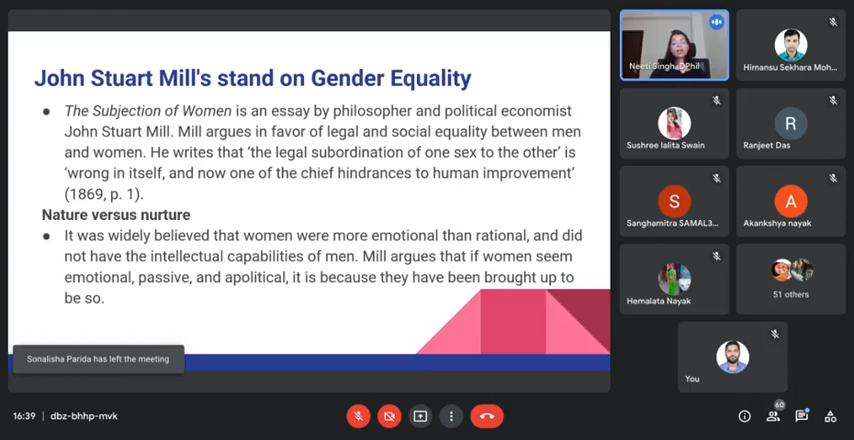 John Stuart Mill's stand on Gender Equality
● The Subjection of Women is an essay by philosopher and political economist
John Stuart Mill. Mill argues in favor of legal and social equality between men
and women. He writes that ‘the legal subordination of one sex to the other’ is
‘wrong in itself, and now one of the chief hindrances to human improvement’
(1869, p. 1).
Nature versus nurture
● It was widely believed that women were more emotional than rational, and did
not have the intellectual capabilities of men. Mill argues that if women seem
emotional, passive, and apolitical, it is because they have been brought up to
be so.
Sonalisha Parida has left the meeting
16:39 | dbz-bhhp-mvk
Neeti Singh, DPhil
Himansu Sekhara Moh...
Sushree lalita Swain
R
Ranjeet Das
S
Sanghamitra SAMAL3...
A
Akankshya nayak
Hemalata Nayak
51 others
You
60